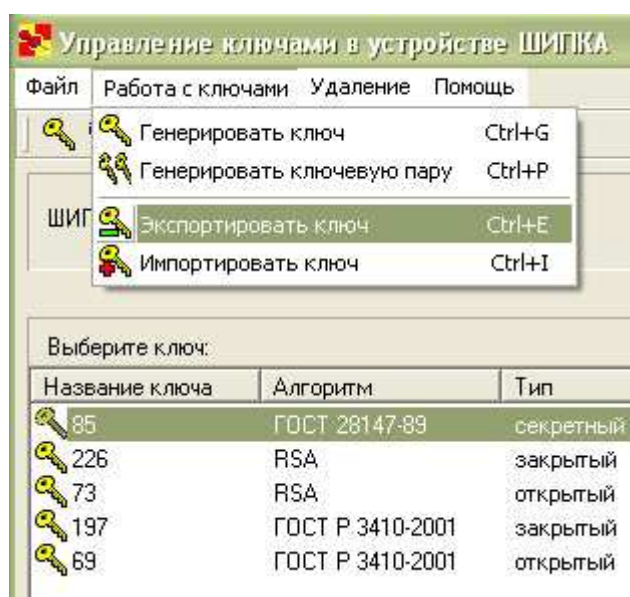 Управление ключами в устройстве ШИПКА
Файл Работа с ключами Удаление Помощь
Генерировать ключ Ctrl+G
Генерировать ключевую пару Ctrl+P
ШИП
Экспортировать ключ Ctrl+E
Импортировать ключ Ctrl+I
Выберите ключ:
Название ключа Алгоритм Тип
85 ГОСТ 28147-89 секретный
226 RSA закрытый
73 RSA открытый
197 ГОСТ Р 3410-2001 закрытый
69 ГОСТ Р 3410-2001 открытый